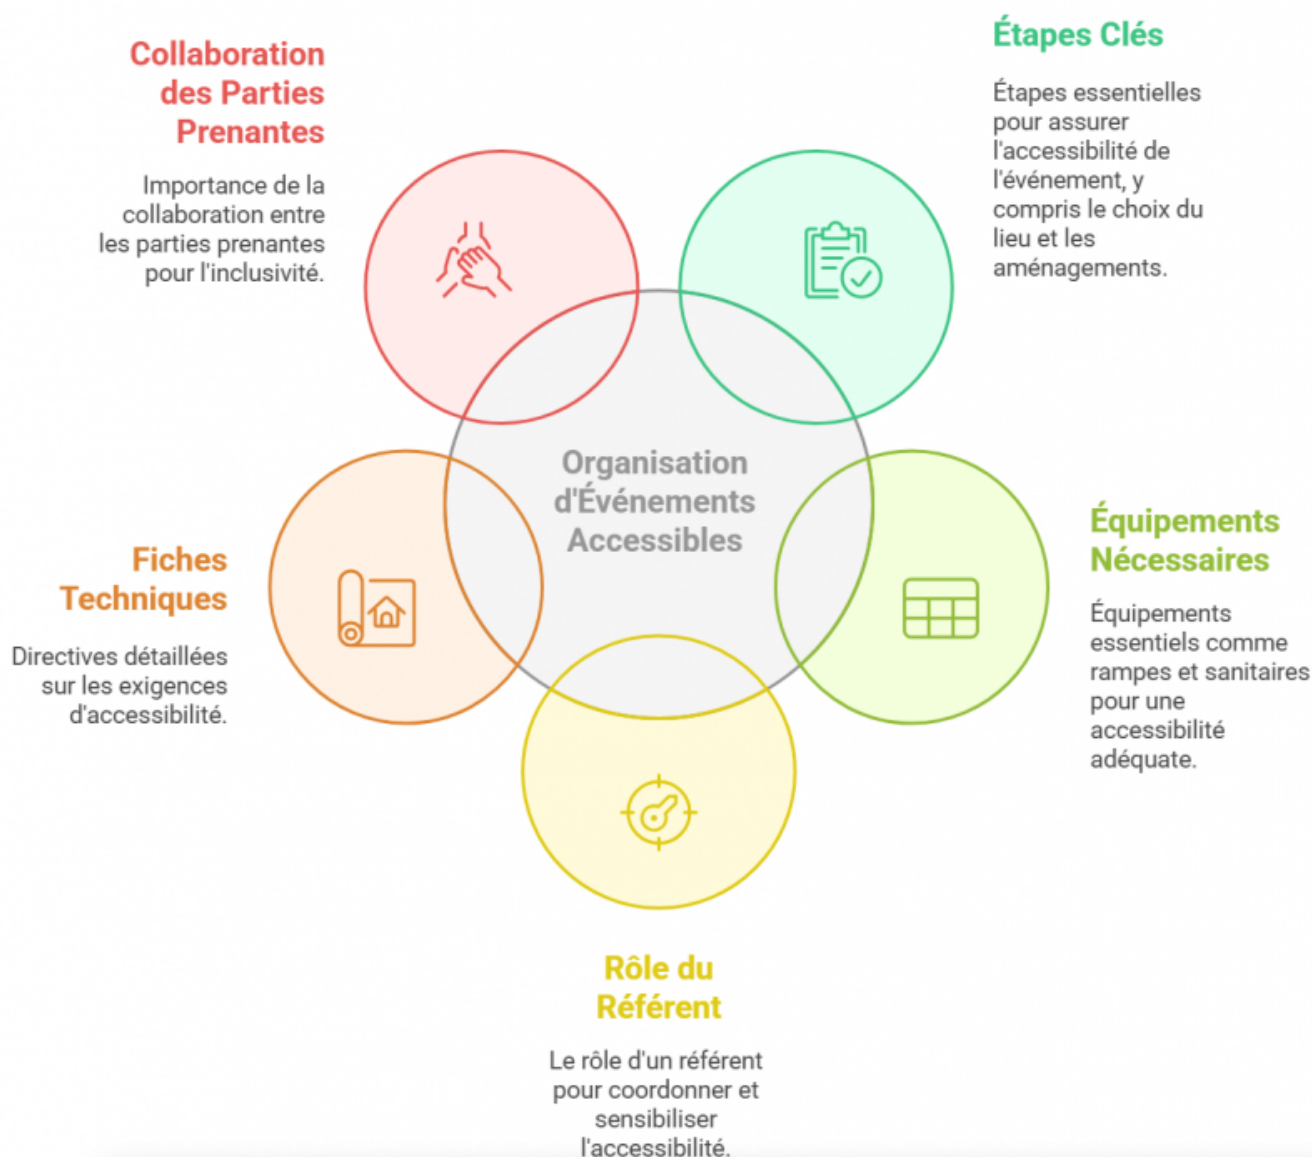 Collaboration
des Parties
Prenantes
Importance de la
collaboration entre
les parties prenantes
pour l'inclusivité.
Étapes Clés
Étapes essentielles
pour assurer
l'accessibilité de
l'événement, y
compris le choix du
lieu et les
aménagements.
Organisation
d'Événements
Accessibles
Fiches
Techniques
Directives détaillées
sur les exigences
d'accessibilité.
Équipements
Nécessaires
Équipements
essentiels comme
rampes et sanitaires
pour une
accessibilité
adéquate.
Rôle du
Référent
Le rôle d'un référent
pour coordonner et
sensibiliser
l'accessibilité.